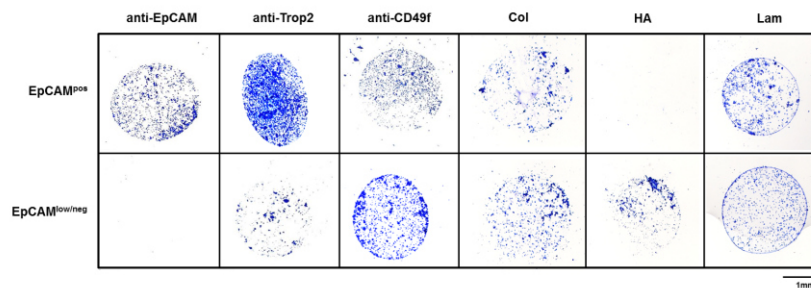 anti-EpCAM anti-Trop2 anti-CD49f Col HA Lam
EpCAMᵖᵒˢ
EpCAMˡᵒʷ/ⁿᵉᵍ